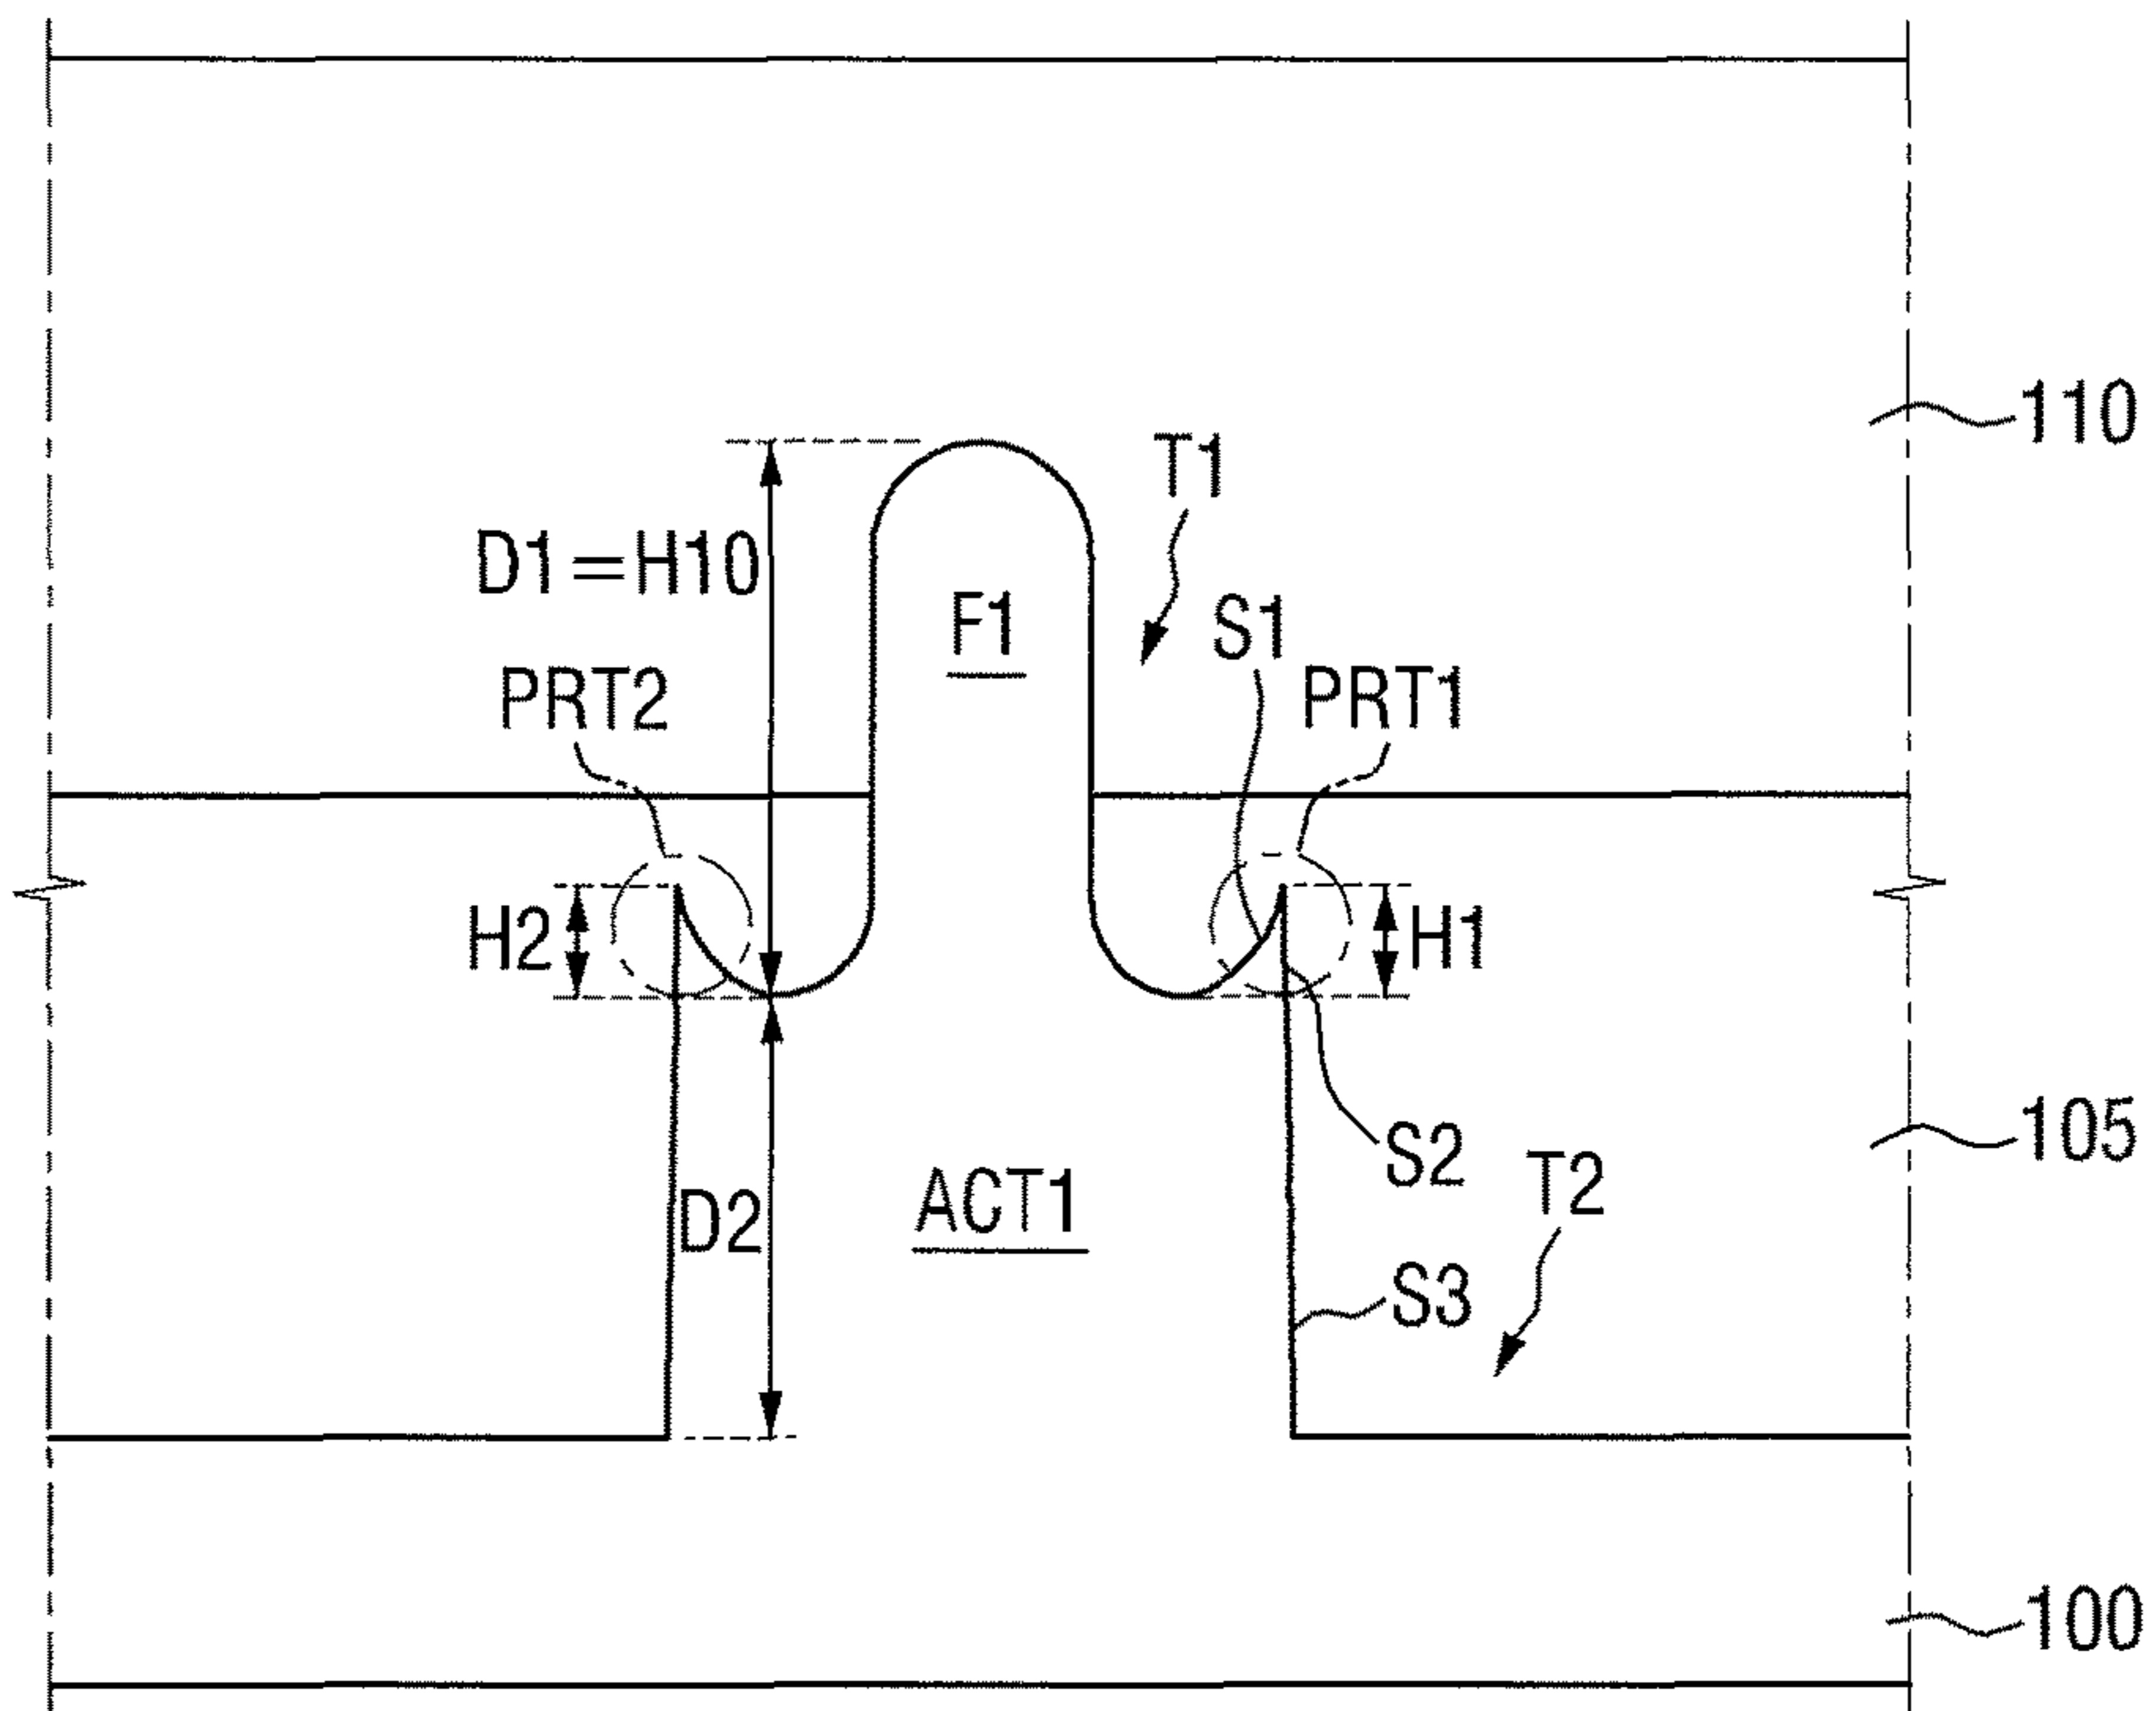 110
T1
D1=H10
F1
S1
PRT2
PRT1
H2
H1
105
S2
T2
ACT1
D2
S3
100